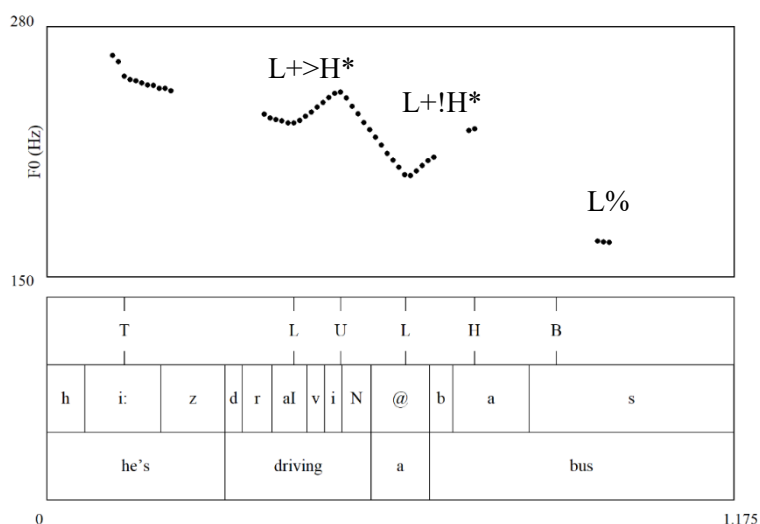 280
L+>H*
L+!H*
F0 (Hz)
L%
150
T L U L H B
h i: z d r aI v i N @ b a s
he's driving a bus
0 1.175